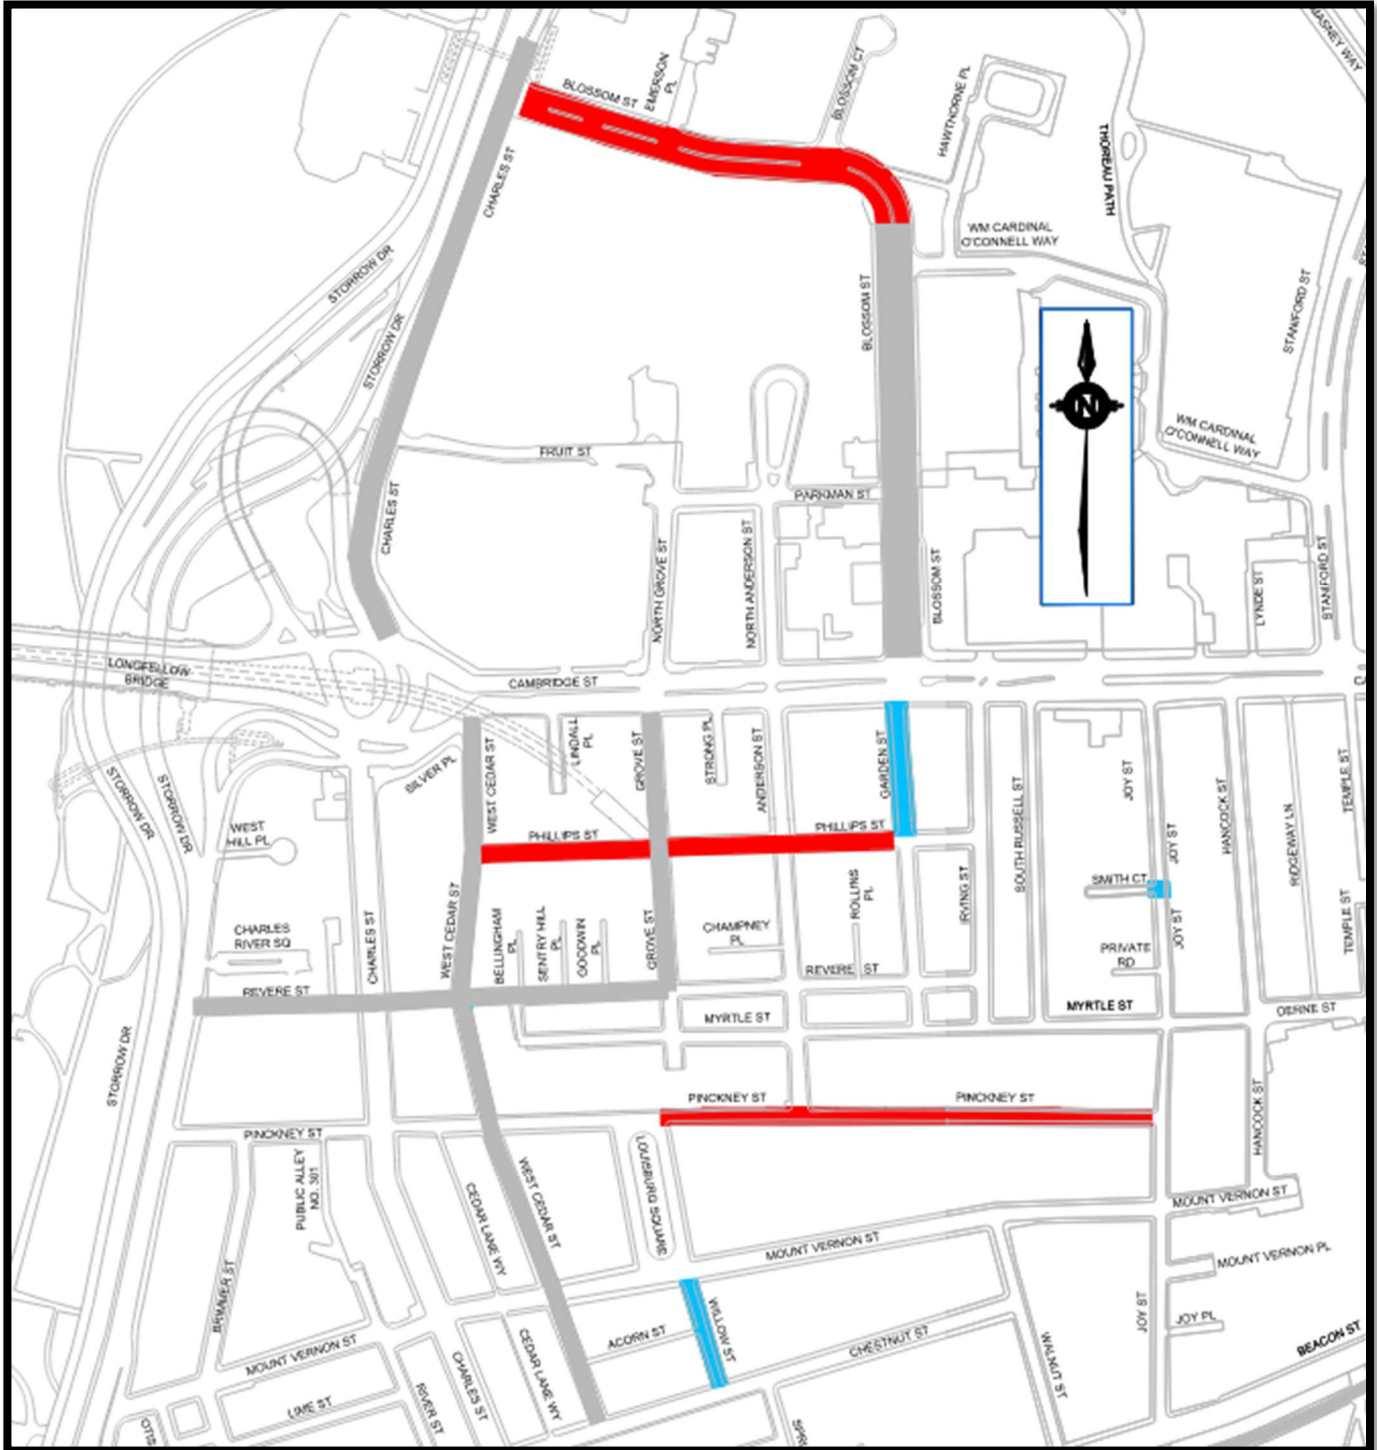 BLOSSOM ST
EMERSON
PL
BLOSSOM CT
HAWTHORNE PL
THOREAU PATH
CHARLES ST
WM CARDINAL
O'CONNELL WAY
STORROW DR
STORROW DR
BLOSSOM ST
STANIFORD ST
N
WM CARDINAL
O'CONNELL WAY
FRUIT ST
PARKMAN ST
CHARLES ST
NORTH GROVE ST
NORTH ANDERSON ST
BLOSSOM ST
LYNDE ST
STANIFORD ST
LONGFELLOW
BRIDGE
CAMBRIDGE ST
SILVER PL
WEST CEDAR ST
LINDALL
PL
GROVE ST
STRONG PL
ANDERSON ST
GARDEN ST
SOUTH RUSSELL ST
JOY ST
HANCOCK ST
RIDGEWAY LN
TEMPLE ST
STORROW DR
STORROW DR
WEST
HILL PL
PHILLIPS ST
PHILLIPS ST
IRVING ST
SMITH CT
JOY ST
CHARLES
RIVER SQ
CHARLES ST
WEST CEDAR ST
BELLINGHAM
PL
SENTRY HILL
PL
GOODWIN
PL
GROVE ST
CHAMPNEY
PL
ROLLINS
PL
REVERE ST
PRIVATE
RD
JOY ST
TEMPLE ST
REVERE ST
MYRTLE ST
MYRTLE ST
DERNE ST
STORROW DR
PINCKNEY ST
PINCKNEY ST
PINCKNEY ST
HANCOCK ST
PUBLIC ALLEY
NO. 301
CEDAR LANE WY
WEST CEDAR ST
LOUISBURG SQUARE
MOUNT VERNON ST
MOUNT VERNON ST
MOUNT VERNON PL
BRIMMER ST
WILLOW ST
ACORN ST
CHESTNUT ST
JOY ST
JOY PL
BEACON ST
MOUNT VERNON ST
CEDAR LANE WY
WALNUT ST
LIME ST
RIVER ST
CHARLES ST
OTIS
SPRU